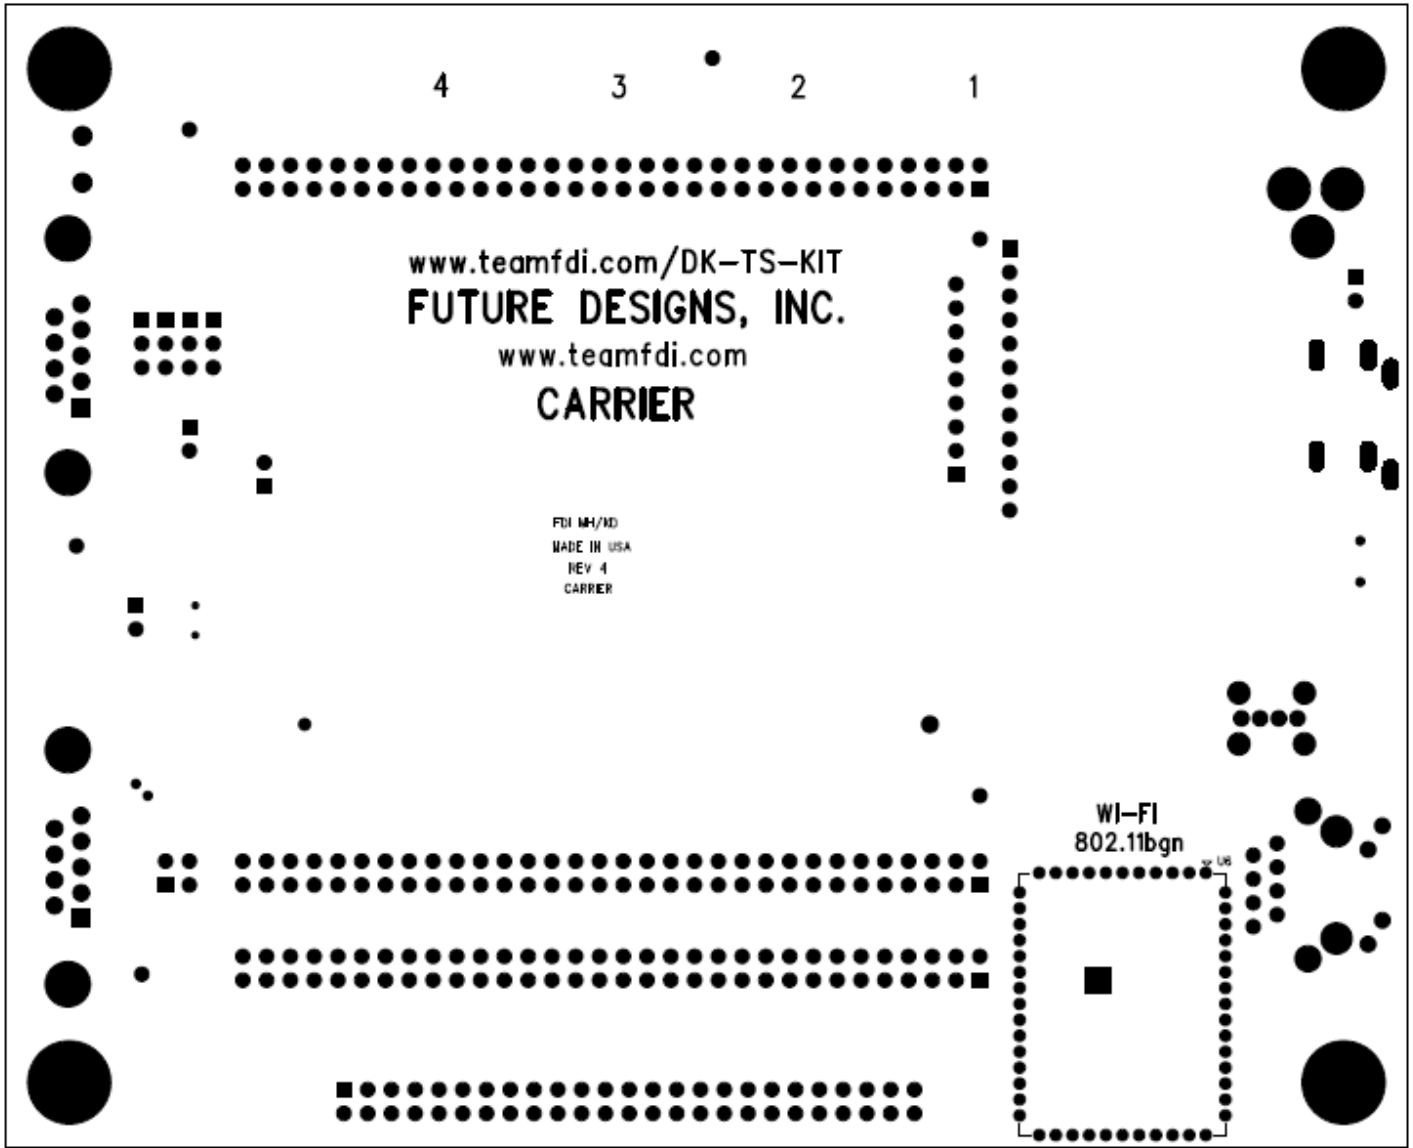 4 3 2 1
www.teamfdi.com/DK-TS-KIT
FUTURE DESIGNS, INC.
www.teamfdi.com
CARRIER
FDI MH/KD
MADE IN USA
REV 4
CARRIER
WI-FI
802.11bgn
U6